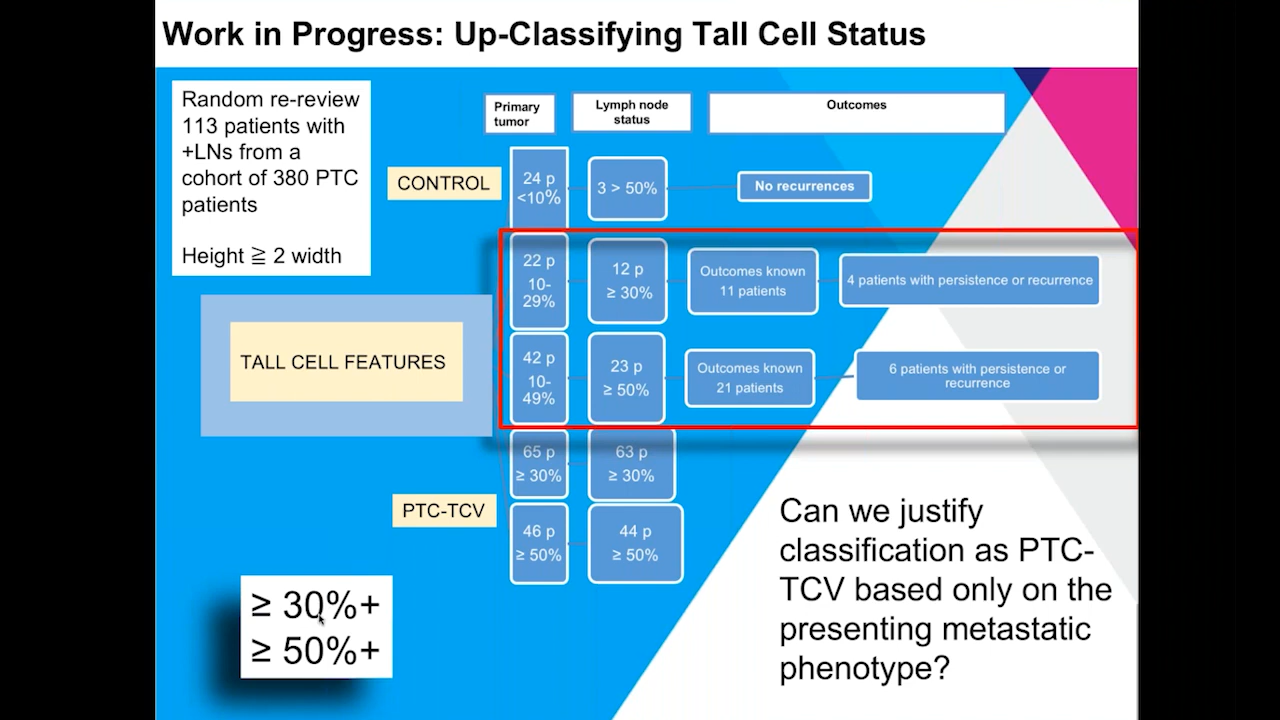 Work in Progress: Up-Classifying Tall Cell Status
Random re-review
113 patients with
+LNs from a
cohort of 380 PTC
patients
Height ≧ 2 width
Primary
tumor
Lymph node
status
Outcomes
CONTROL
24 p
<10%
3 > 50%
No recurrences
TALL CELL FEATURES
22 p
10-
29%
12 p
≥ 30%
Outcomes known
11 patients
4 patients with persistence or recurrence
42 p
10-
49%
23 p
≥ 50%
Outcomes known
21 patients
6 patients with persistence or
recurrence
PTC-TCV
65 p
≥ 30%
63 p
≥ 30%
46 p
≥ 50%
44 p
≥ 50%
≥ 30%+
≥ 50%+
Can we justify
classification as PTC-
TCV based only on the
presenting metastatic
phenotype?